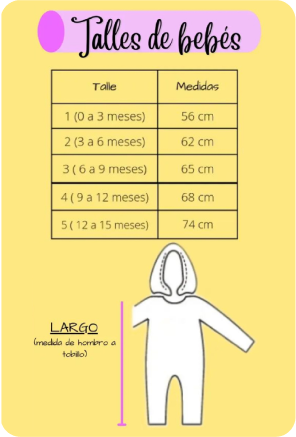 Talles de bebés
Talle Medidas
1 (0 a 3 meses) 56 cm
2 (3 a 6 meses) 62 cm
3 ( 6 a 9 meses) 65 cm
4 ( 9 a 12 meses) 68 cm
5 ( 12 a 15 meses) 74 cm
LARGO
(medida de hombro a
tobillo)